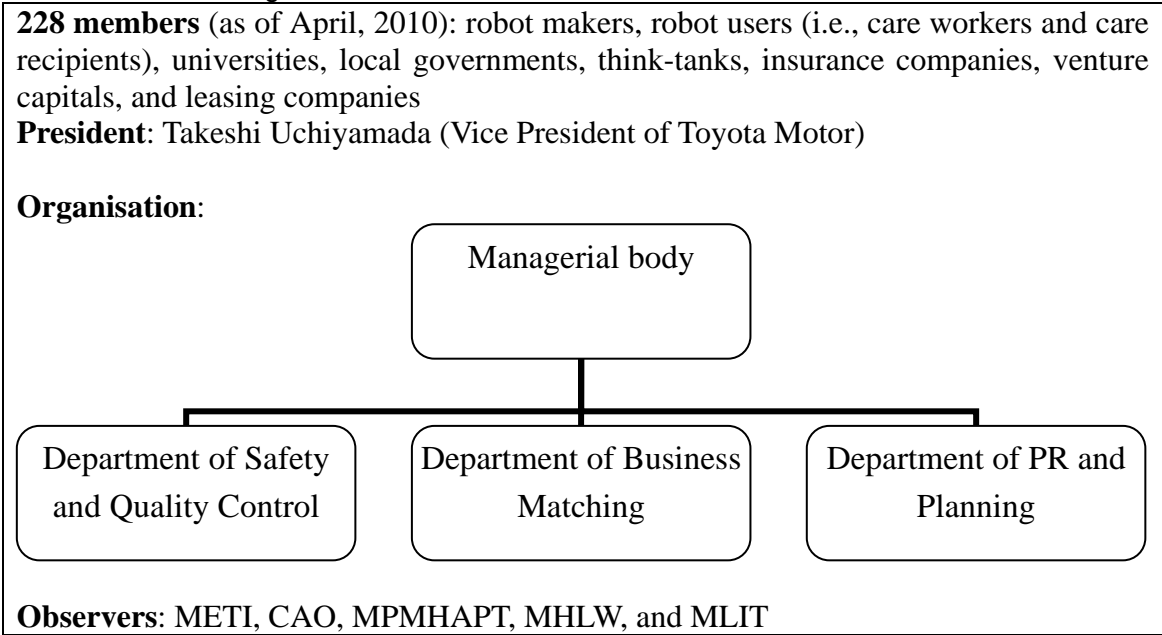 228 members (as of April, 2010): robot makers, robot users (i.e., care workers and care
recipients), universities, local governments, think-tanks, insurance companies, venture
capitals, and leasing companies
President: Takeshi Uchiyamada (Vice President of Toyota Motor)
Organisation:
Managerial body
Department of Safety
and Quality Control
Department of Business
Matching
Department of PR and
Planning
Observers: METI, CAO, MPMHAPT, MHLW, and MLIT